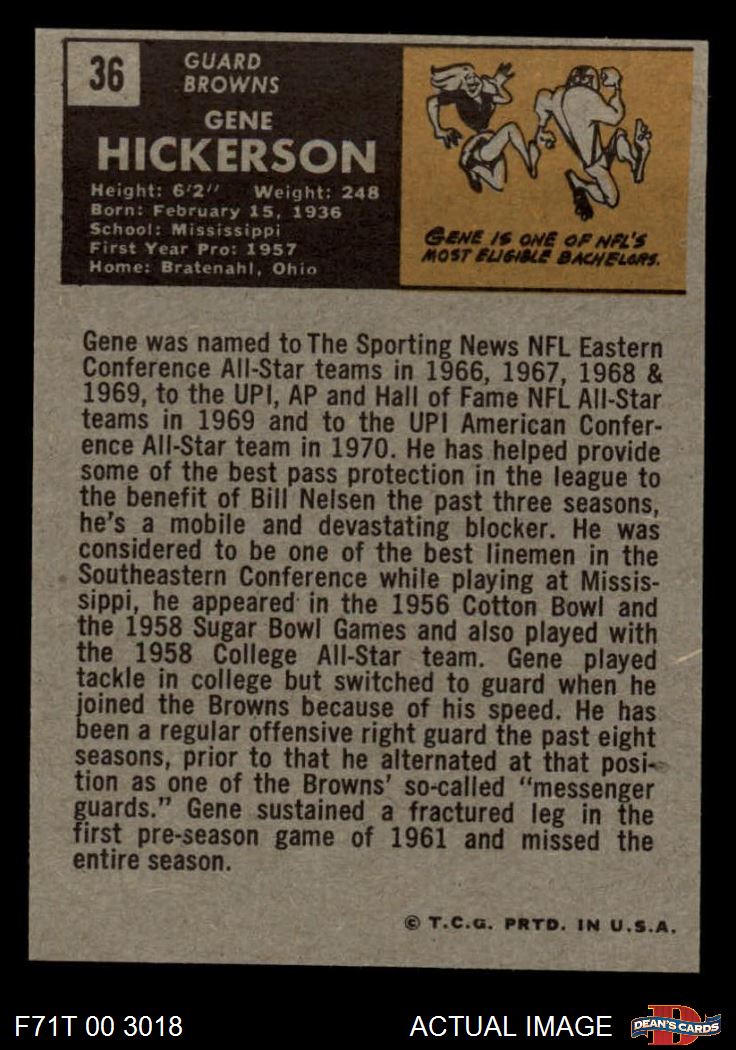 36
GUARD
BROWNS
GENE
HICKERSON
Height: 6'2" Weight: 248
Born: February 15, 1936
School: Mississippi
First Year Pro: 1957
Home: Bratenahl, Ohio
GENE IS ONE OF NFL'S
MOST ELIGIBLE BACHELORS.
Gene was named to The Sporting News NFL Eastern
Conference All-Star teams in 1966, 1967, 1968 &
1969, to the UPI, AP and Hall of Fame NFL All-Star
teams in 1969 and to the UPI American Confer-
ence All-Star team in 1970. He has helped provide
some of the best pass protection in the league to
the benefit of Bill Nelsen the past three seasons,
he's a mobile and devastating blocker. He was
considered to be one of the best linemen in the
Southeastern Conference while playing at Missis-
sippi, he appeared in the 1956 Cotton Bowl and
the 1958 Sugar Bowl Games and also played with
the 1958 College All-Star team. Gene played
tackle in college but switched to guard when he
joined the Browns because of his speed. He has
been a regular offensive right guard the past eight
seasons, prior to that he alternated at that posi-
tion as one of the Browns' so-called "messenger
guards." Gene sustained a fractured leg in the
first pre-season game of 1961 and missed the
entire season.
© T.C.G. PRTD. IN U.S.A.
F71T 00 3018
ACTUAL IMAGE
D
DEAN'S CARDS